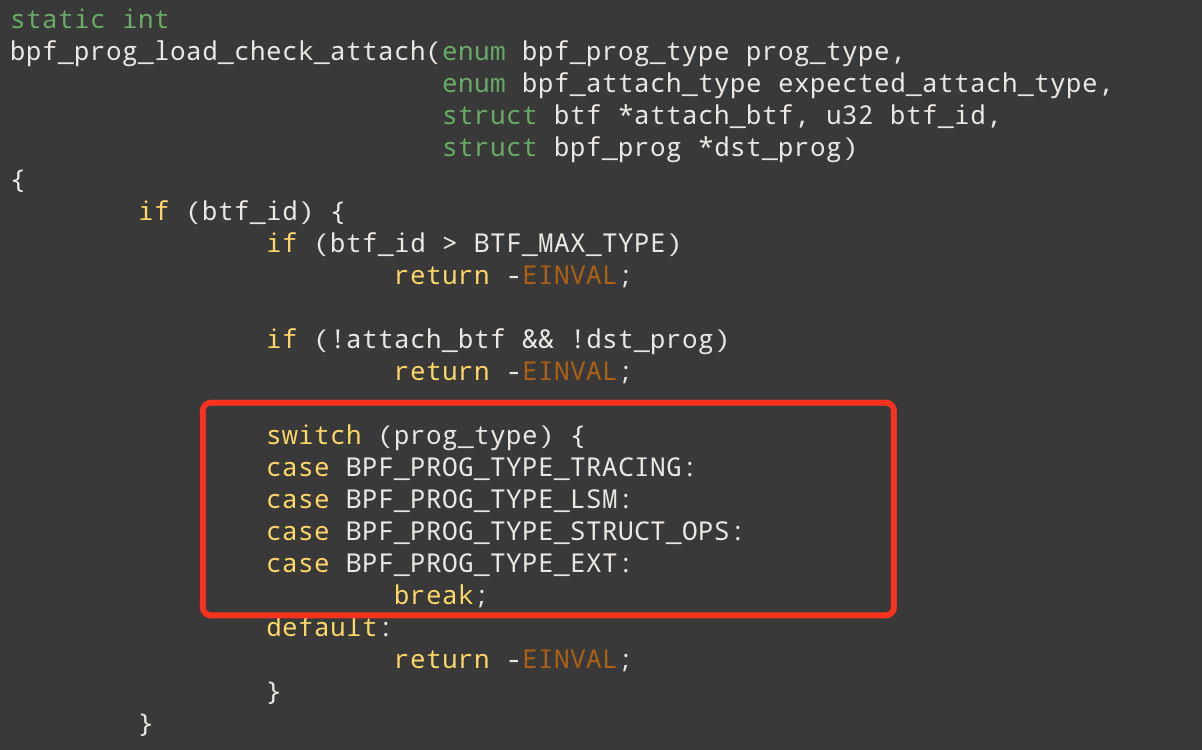 static int
bpf_prog_load_check_attach(enum bpf_prog_type prog_type,
                           enum bpf_attach_type expected_attach_type,
                           struct btf *attach_btf, u32 btf_id,
                           struct bpf_prog *dst_prog)
{
        if (btf_id) {
                if (btf_id > BTF_MAX_TYPE)
                        return -EINVAL;

                if (!attach_btf && !dst_prog)
                        return -EINVAL;

                switch (prog_type) {
                case BPF_PROG_TYPE_TRACING:
                case BPF_PROG_TYPE_LSM:
                case BPF_PROG_TYPE_STRUCT_OPS:
                case BPF_PROG_TYPE_EXT:
                        break;
                default:
                        return -EINVAL;
                }
        }